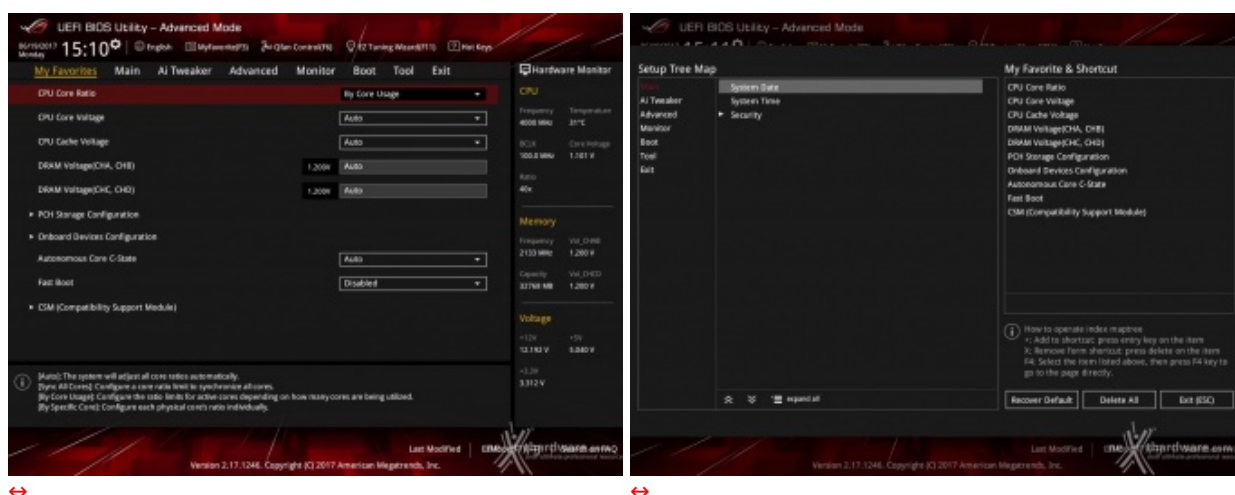 UEFI BIOS Utility – Advanced Mode
06/19/2017
Monday
15:10
English
MyFavorite(F3)
Qfan Control(F6)
EZ Tuning Wizard(F11)
Hot Keys
My Favorites Main Ai Tweaker Advanced Monitor Boot Tool Exit
CPU Core Ratio By Core Usage
CPU Core Voltage Auto
CPU Cache Voltage Auto
DRAM Voltage(CHA, CHB) 1.200V Auto
DRAM Voltage(CHC, CHD) 1.200V Auto
PCH Storage Configuration
Onboard Devices Configuration
Autonomous Core C-State Auto
Fast Boot Disabled
CSM (Compatibility Support Module)
[Auto]: The system will adjust all core ratios automatically.
[Sync All Cores]: Configure a core ratio limit to synchronize all cores.
[By Core Usage]: Configure the ratio limits for active cores depending on how many cores are being utilized.
[By Specific Core]: Configure each physical core's ratio individually.
Hardware Monitor
CPU
Frequency Temperature
4000 MHz 31°C
BCLK Core Voltage
100.0 MHz 1.101 V
Ratio
40x
Memory
Frequency Vol_CHAB
2133 MHz 1.200 V
Capacity Vol_CHCD
32768 MB 1.200 V
Voltage
+12V +5V
12.192 V 5.040 V
+3.3V
3.312 V
Last Modified
Version 2.17.1246. Copyright (C) 2017 American Megatrends, Inc.
UEFI BIOS Utility – Advanced Mode
Setup Tree Map
Main
Ai Tweaker
Advanced
Monitor
Boot
Tool
Exit
System Date
System Time
Security
expand all
My Favorite & Shortcut
CPU Core Ratio
CPU Core Voltage
CPU Cache Voltage
DRAM Voltage(CHA, CHB)
DRAM Voltage(CHC, CHD)
PCH Storage Configuration
Onboard Devices Configuration
Autonomous Core C-State
Fast Boot
CSM (Compatibility Support Module)
How to operate index maptree
+: Add to shortcut: press entry key on the item
X: Remove form shortcut: press delete on the item
F4: Select the item listed above, then press F4 key to
go to the page directly.
Recover Default Delete All Exit (ESC)
Last Modified
Version 2.17.1246. Copyright (C) 2017 American Megatrends, Inc.